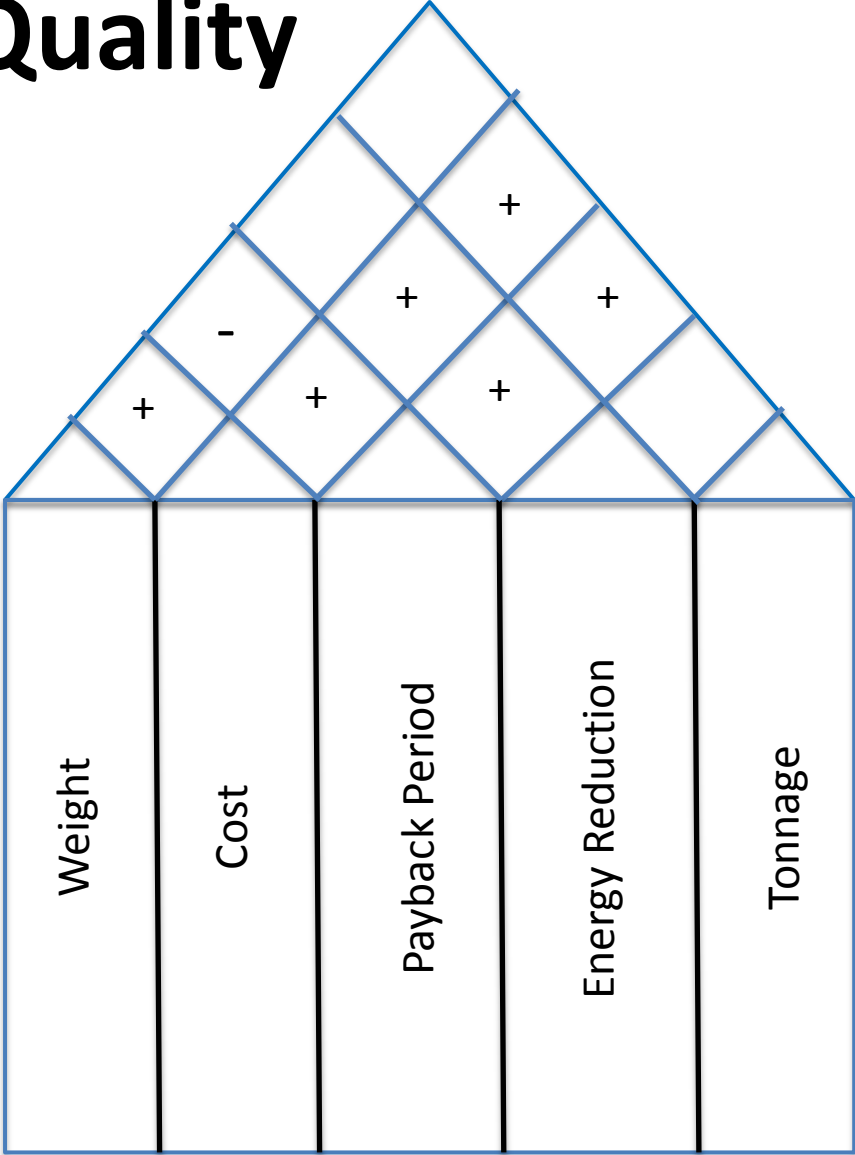 Quality
+
+
+
-
+
+
+
Weight
Cost
Payback Period
Energy Reduction
Tonnage